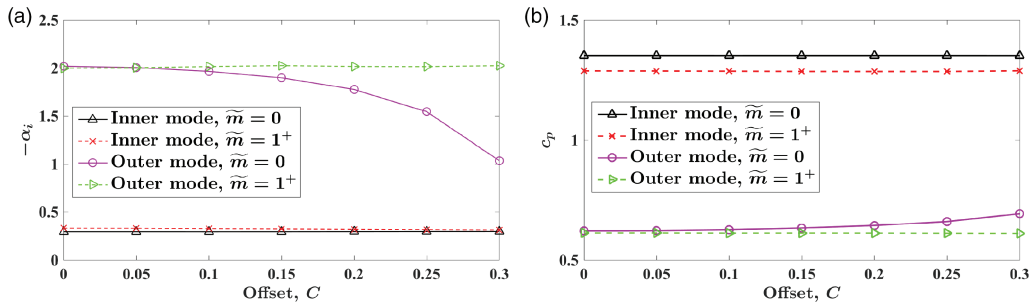 (a)
2.5
2
1.5
1
0.5
0
−α_i
Inner mode, m̃ = 0
Inner mode, m̃ = 1⁺
Outer mode, m̃ = 0
Outer mode, m̃ = 1⁺
0 0.05 0.1 0.15 0.2 0.25 0.3
Offset, C
(b)
1.5
1
0.5
c_p
Inner mode, m̃ = 0
Inner mode, m̃ = 1⁺
Outer mode, m̃ = 0
Outer mode, m̃ = 1⁺
0 0.05 0.1 0.15 0.2 0.25 0.3
Offset, C